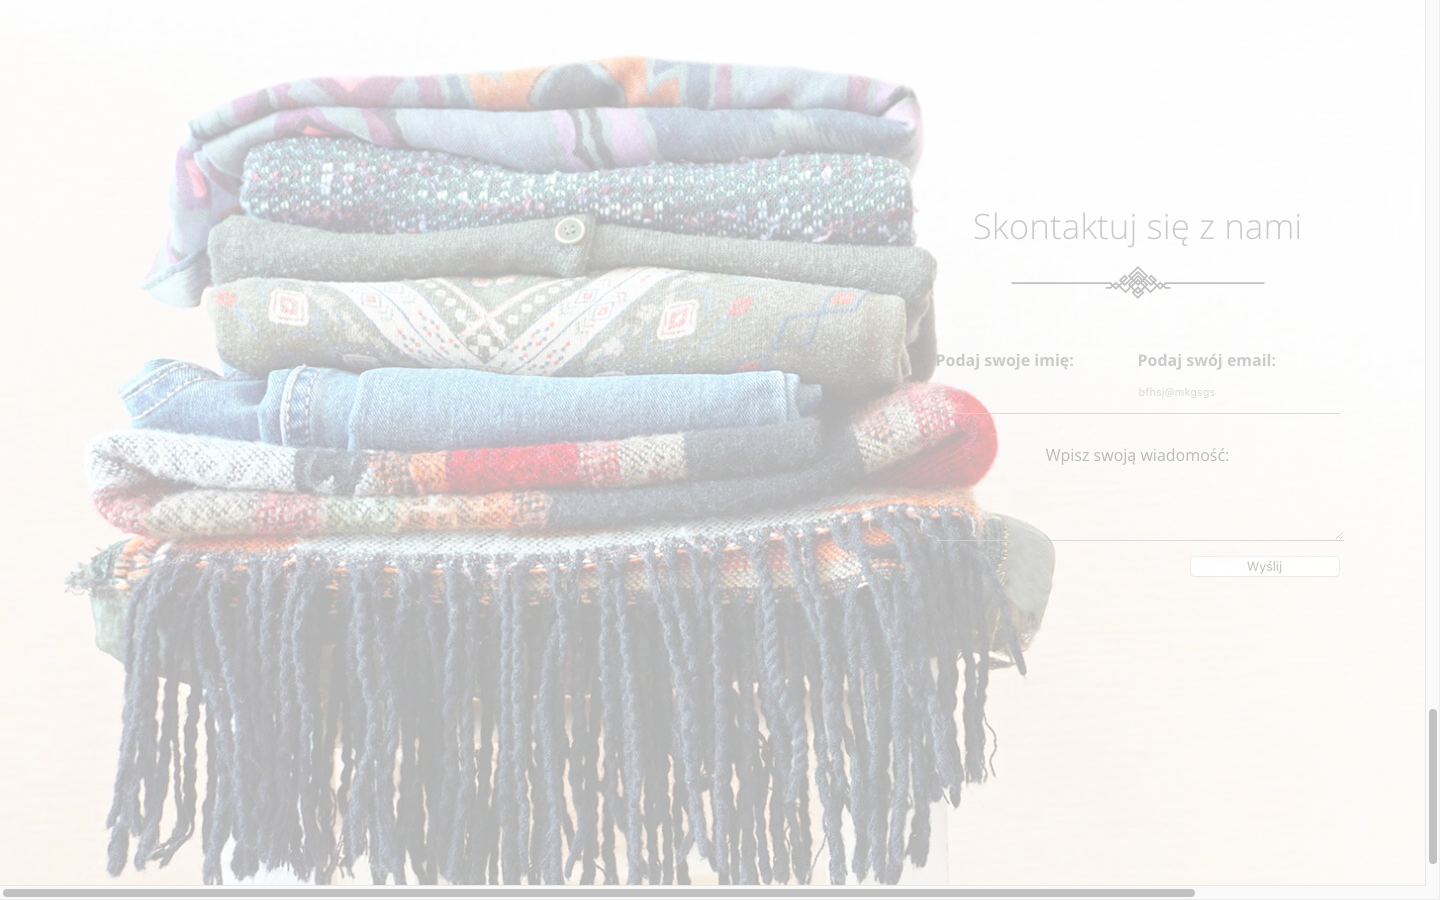 Skontaktuj się z nami
Podaj swoje imię: Podaj swój email:
bfhsj@mkgsgs
Wpisz swoją wiadomość:
Wyślij